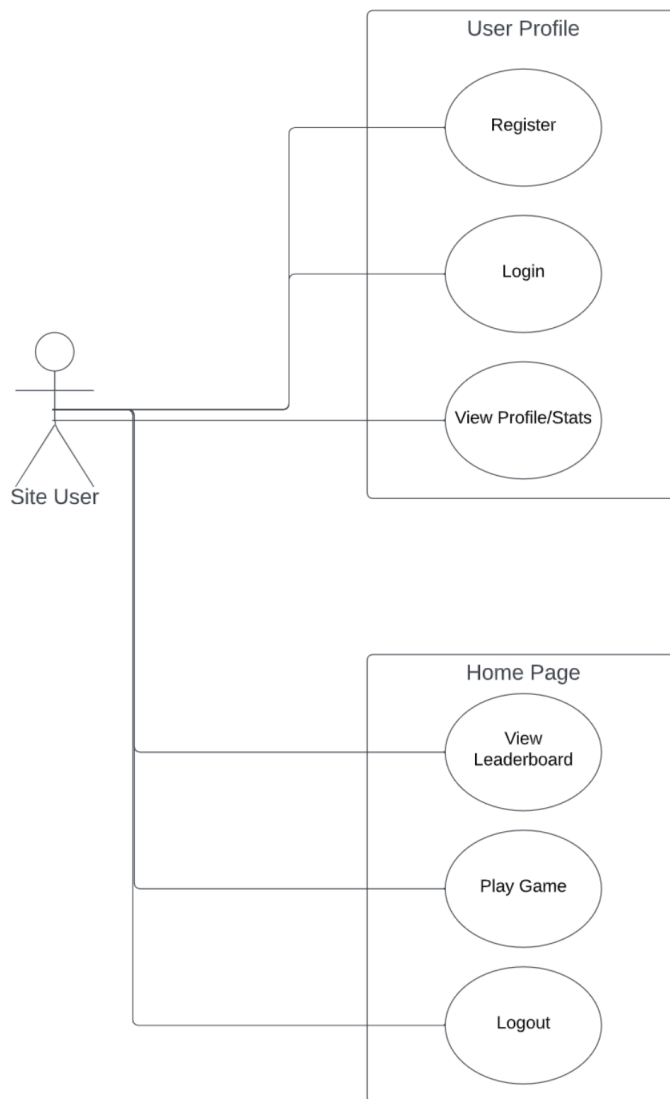 User Profile
Register
Login
View Profile/Stats
Site User
Home Page
View
Leaderboard
Play Game
Logout